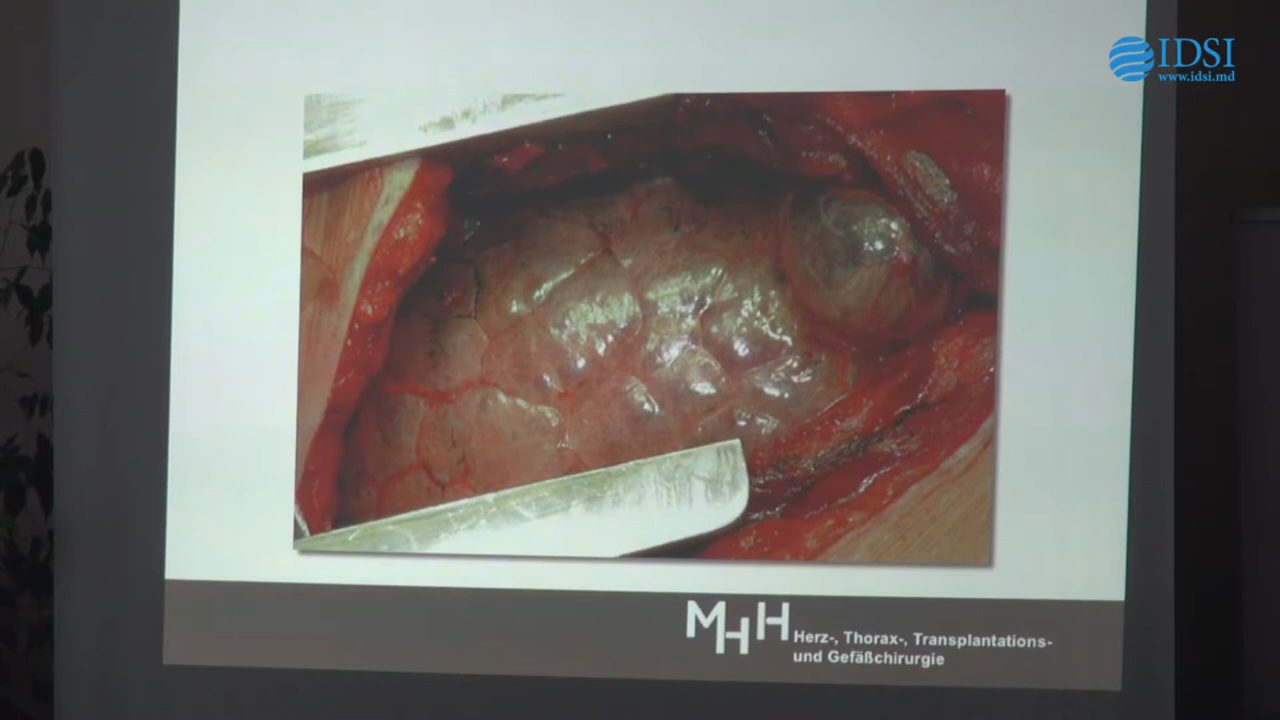 IDSI
www.idsi.md
MHH
Herz-, Thorax-, Transplantations-
und Gefäßchirurgie